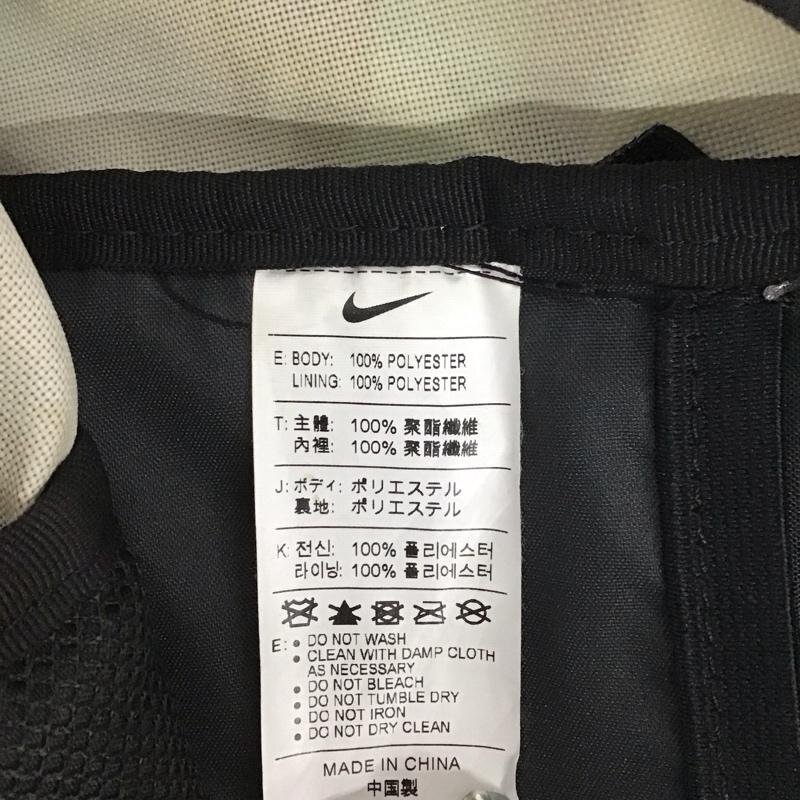 E: BODY: 100% POLYESTER
LINING: 100% POLYESTER
T: 主體: 100% 聚酯纖維
內裡: 100% 聚酯纖維
J: ボディ: ポリエステル
裏地: ポリエステル
K: 전신: 100% 폴리에스터
라이닝: 100% 폴리에스터
E: • DO NOT WASH
• CLEAN WITH DAMP CLOTH
AS NECESSARY
• DO NOT BLEACH
• DO NOT TUMBLE DRY
• DO NOT IRON
• DO NOT DRY CLEAN
MADE IN CHINA
中国製